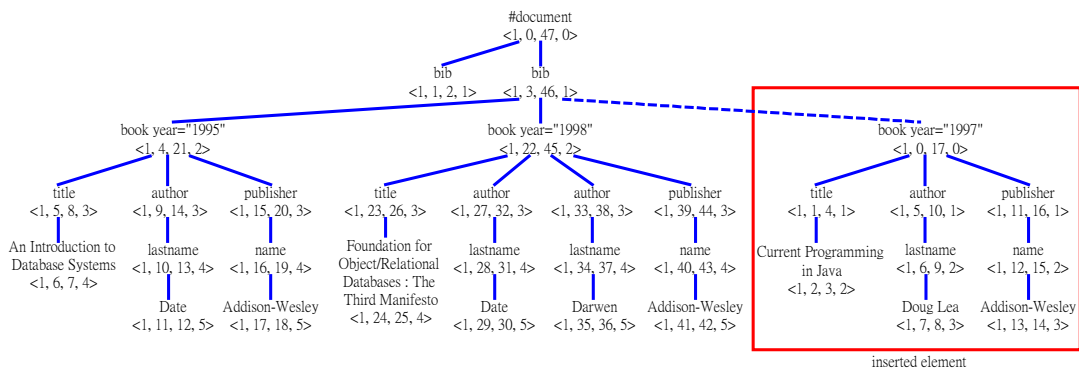 #document
<1, 0, 47, 0>
bib
<1, 1, 2, 1>
bib
<1, 3, 46, 1>
book year="1995"
<1, 4, 21, 2>
book year="1998"
<1, 22, 45, 2>
book year="1997"
<1, 0, 17, 0>
title
<1, 5, 8, 3>
author
<1, 9, 14, 3>
publisher
<1, 15, 20, 3>
title
<1, 23, 26, 3>
author
<1, 27, 32, 3>
author
<1, 33, 38, 3>
publisher
<1, 39, 44, 3>
title
<1, 1, 4, 1>
author
<1, 5, 10, 1>
publisher
<1, 11, 16, 1>
An Introduction to
Database Systems
<1, 6, 7, 4>
lastname
<1, 10, 13, 4>
name
<1, 16, 19, 4>
Foundation for
Object/Relational
Databases : The
Third Manifesto
<1, 24, 25, 4>
lastname
<1, 28, 31, 4>
lastname
<1, 34, 37, 4>
name
<1, 40, 43, 4>
Current Programming
in Java
<1, 2, 3, 2>
lastname
<1, 6, 9, 2>
name
<1, 12, 15, 2>
Date
<1, 11, 12, 5>
Addison-Wesley
<1, 17, 18, 5>
Date
<1, 29, 30, 5>
Darwen
<1, 35, 36, 5>
Addison-Wesley
<1, 41, 42, 5>
Doug Lea
<1, 7, 8, 3>
Addison-Wesley
<1, 13, 14, 3>
inserted element